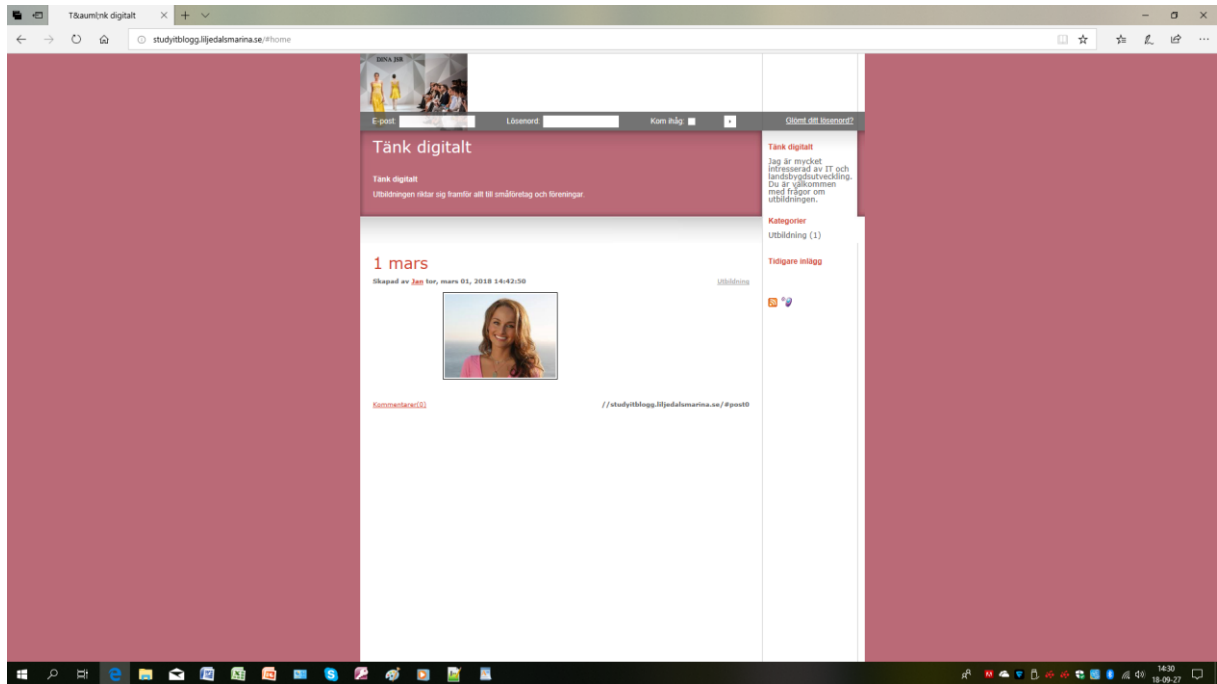 T&auml;nk digitalt
studyitblogg.liljedalsmarina.se/#home
DINA JSR
E-post:
Lösenord:
Kom ihåg:
Glömt ditt lösenord?
Tänk digitalt
Tänk digitalt
Utbildningen riktar sig framför allt till småföretag och föreningar.
Tänk digitalt
Jag är mycket
intresserad av IT och
landsbygdsutveckling.
Du är välkommen
med frågor om
utbildningen.
Kategorier
Utbildning (1)
Tidigare inlägg
1 mars
Skapad av Jan tor, mars 01, 2018 14:42:50
Utbildning
Kommentarer(0)
//studyitblogg.liljedalsmarina.se/#post0
14:30
18-09-27